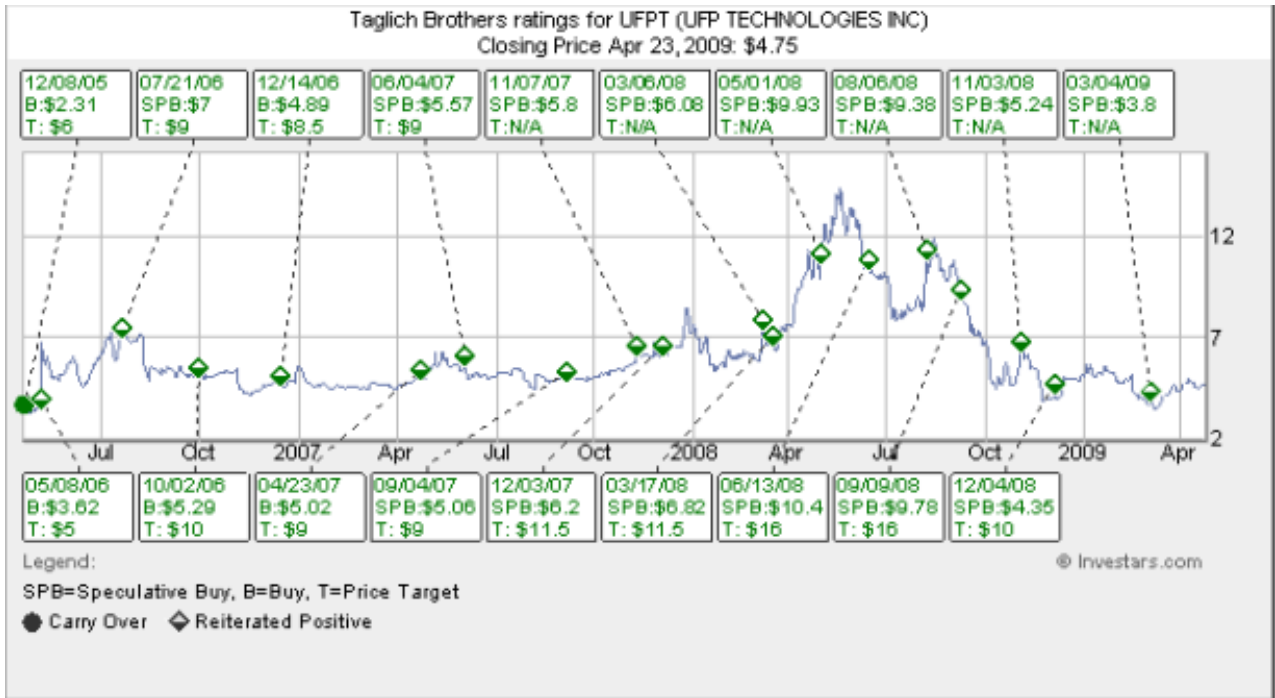 Taglich Brothers ratings for UFPT (UFP TECHNOLOGIES INC)
Closing Price Apr 23, 2009: $4.75
12/08/05
B:$2.31
T: $6
07/21/06
SPB:$7
T: $9
12/14/06
B:$4.89
T: $8.5
06/04/07
SPB:$5.57
T: $9
11/07/07
SPB:$5.8
T:N/A
03/06/08
SPB:$6.08
T:N/A
05/01/08
SPB:$9.93
T:N/A
08/06/08
SPB:$9.38
T:N/A
11/03/08
SPB:$5.24
T:N/A
03/04/09
SPB:$3.8
T:N/A
12
7
2
Jul Oct 2007 Apr Jul Oct 2008 Apr Jul Oct 2009 Apr
05/08/06
B:$3.62
T: $5
10/02/06
B:$5.29
T: $10
04/23/07
B:$5.02
T: $9
09/04/07
SPB:$5.06
T: $9
12/03/07
SPB:$6.2
T: $11.5
03/17/08
SPB:$6.82
T: $11.5
06/13/08
SPB:$10.4
T: $16
09/09/08
SPB:$9.78
T: $16
12/04/08
SPB:$4.35
T: $10
Legend:
© Investars.com
SPB=Speculative Buy, B=Buy, T=Price Target
Carry Over Reiterated Positive